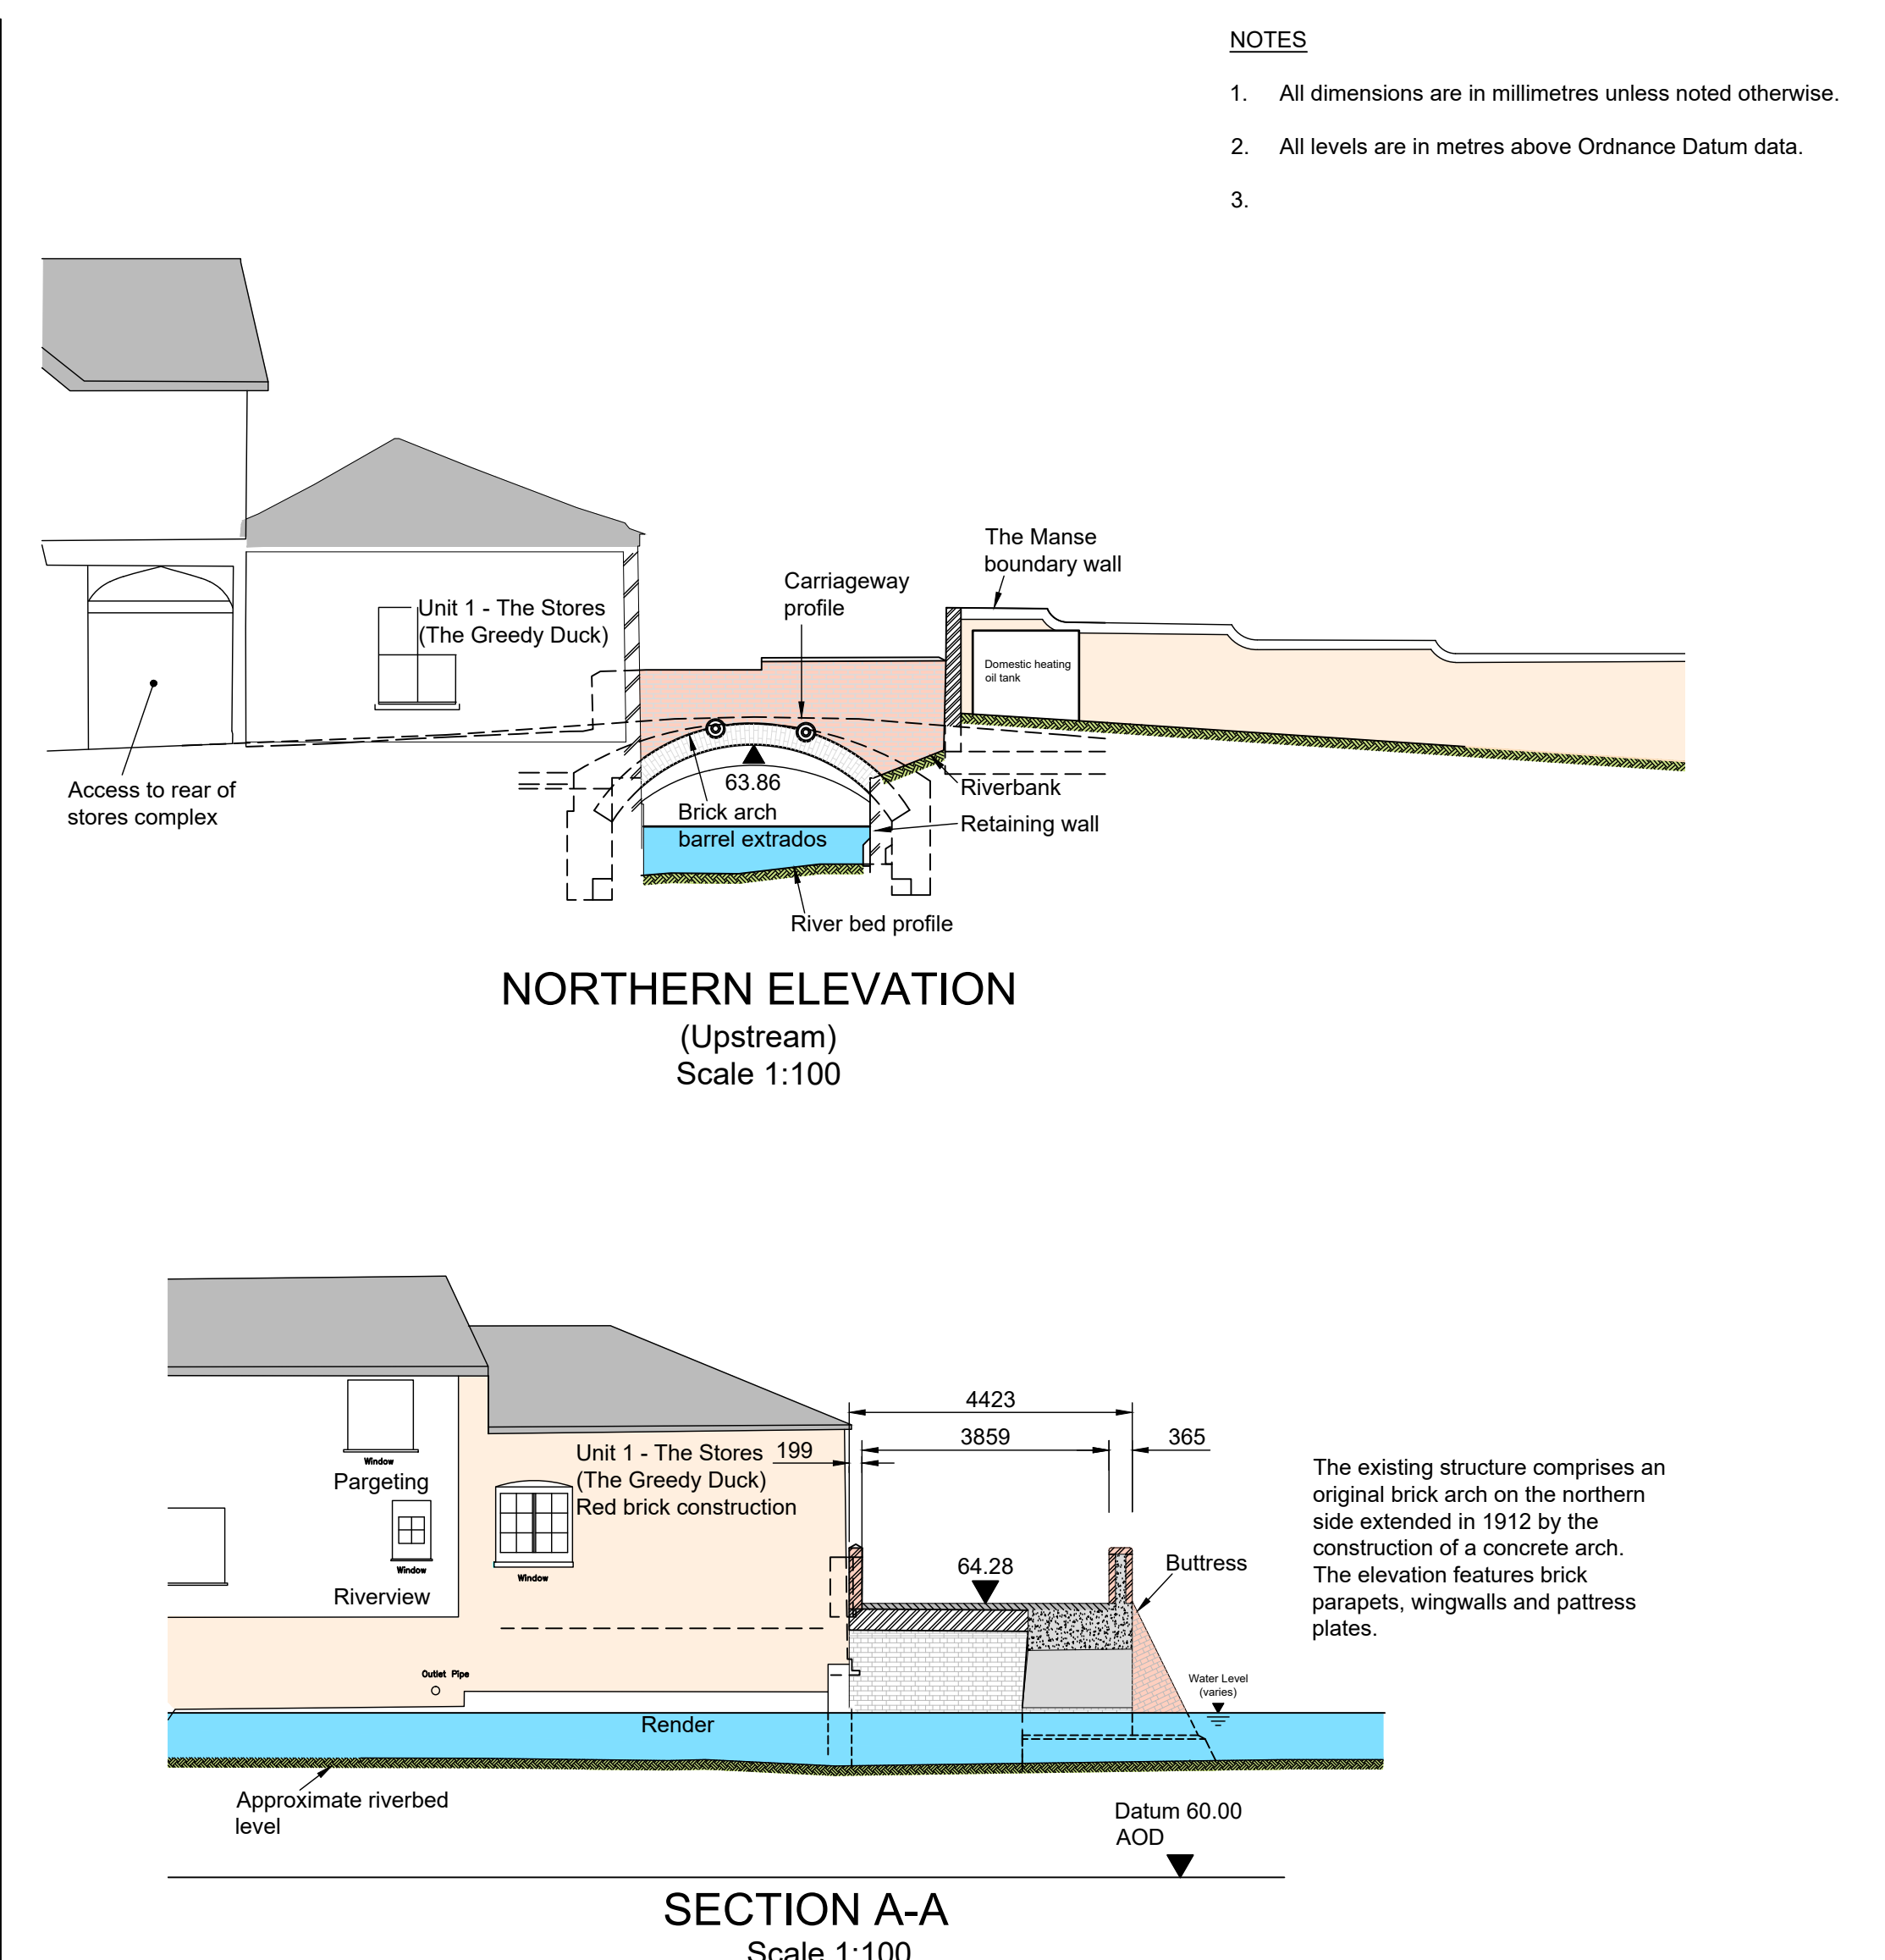 NOTES
1. All dimensions are in millimetres unless noted otherwise.
2. All levels are in metres above Ordnance Datum data.
3.
The Manse
boundary wall
Carriageway
profile
Unit 1 - The Stores
(The Greedy Duck)
Domestic heating
oil tank
63.86
Access to rear of
stores complex
Brick arch
barrel extrados
Riverbank
Retaining wall
River bed profile
NORTHERN ELEVATION
(Upstream)
Scale 1:100
4423
3859
365
199
Unit 1 - The Stores
(The Greedy Duck)
Red brick construction
Window
Pargeting
Window
Window
Riverview
64.28
Buttress
The existing structure comprises an
original brick arch on the northern
side extended in 1912 by the
construction of a concrete arch.
The elevation features brick
parapets, wingwalls and pattress
plates.
Outlet Pipe
Water Level
(varies)
Render
Approximate riverbed
level
Datum 60.00
AOD
SECTION A-A
Scale 1:100